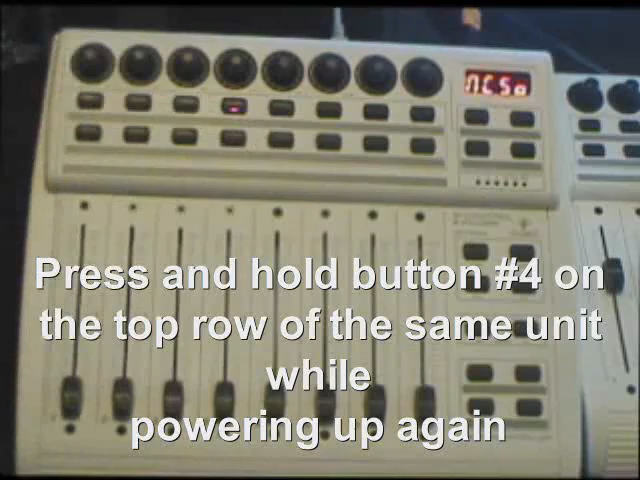 Press and hold button #4 on
the top row of the same unit
while
powering up again